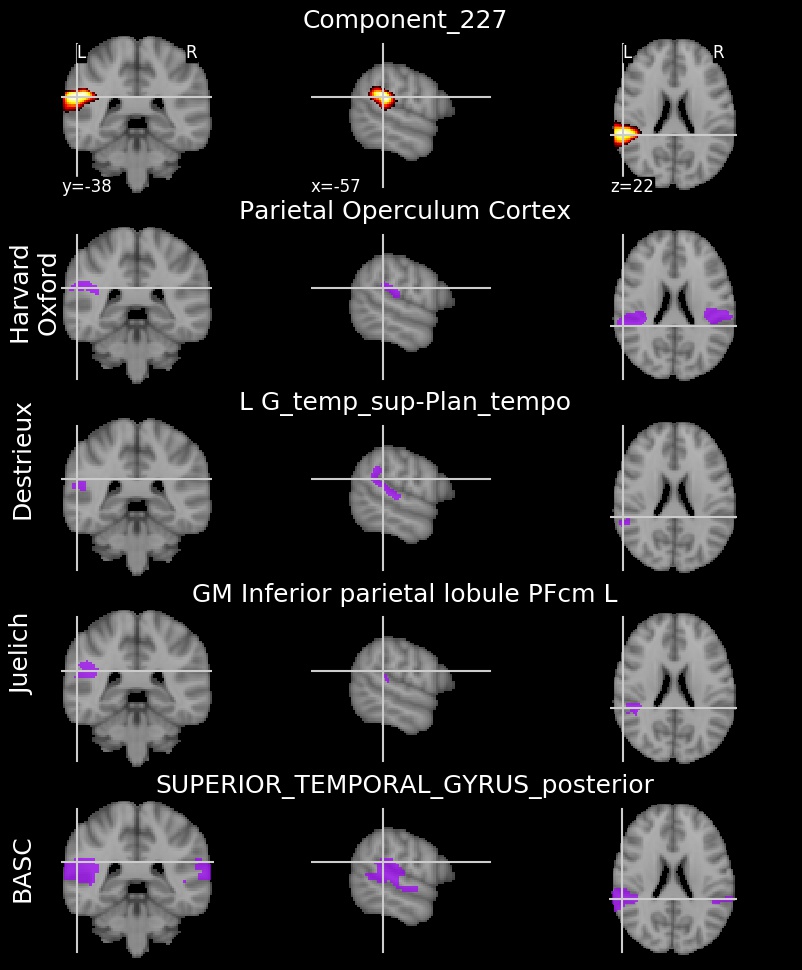 Component_227
L R
L R
y=-38
x=-57
z=22
Parietal Operculum Cortex
Harvard
Oxford
L G_temp_sup-Plan_tempo
Destrieux
GM Inferior parietal lobule PFcm L
Juelich
SUPERIOR_TEMPORAL_GYRUS_posterior
BASC